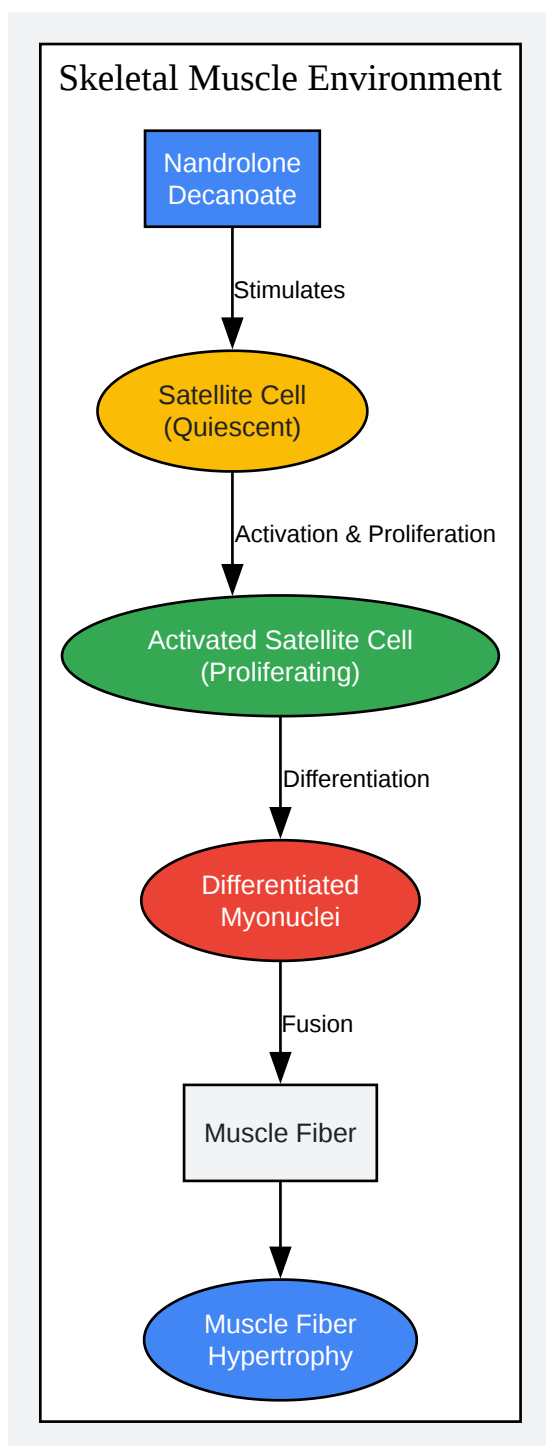 Skeletal Muscle Environment
Nandrolone
Decanoate
Stimulates
Satellite Cell
(Quiescent)
Activation & Proliferation
Activated Satellite Cell
(Proliferating)
Differentiation
Differentiated
Myonuclei
Fusion
Muscle Fiber
Muscle Fiber
Hypertrophy